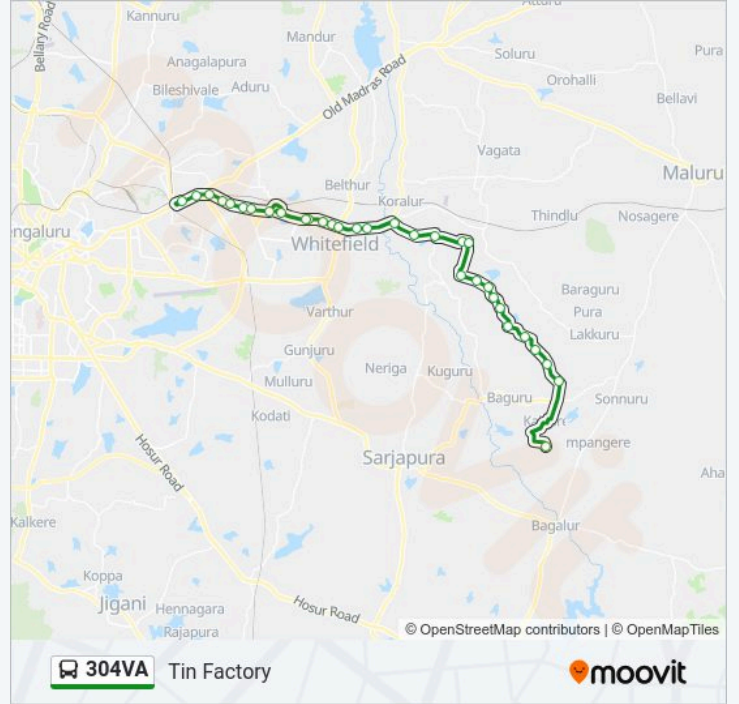 Kannuru
Atturu
Bellary Road
Mandur
Soluru
Pura
Anagalapura
Old Madras Road
Orohalli
Bileshivale
Aduru
Bellavi
Vagata
Maluru
Belthur
Koralur
Thindlu
Nosagere
engaluru
Whitefield
Baraguru
Varthur
Pura
Lakkuru
Gunjuru
Neriga
Kuguru
Mulluru
Baguru
Sonnuru
Kodati
mpangere
Hosur Road
Sarjapura
Aha
Kalkere
Bagalur
Koppa
Jigani
Hennagara
Hosur Road
Rajapura
© OpenStreetMap contributors | © OpenMapTiles
304VA
Tin Factory
moovit